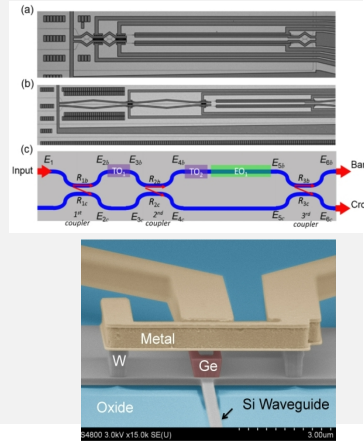 (a)
(b)
(c)
E1 E2b TO1 E3b E4b TO2 EO1 E5b E6b Bar
Input
R1b R2b R3b
R1c R2c R3c Cro
1st E2c E3c 2nd E4c E5c 3rd E6c
coupler coupler coupler
Metal
W
Ge
Si Waveguide
Oxide
S4800 3.0kV x15.0k SE(U) 3.00um